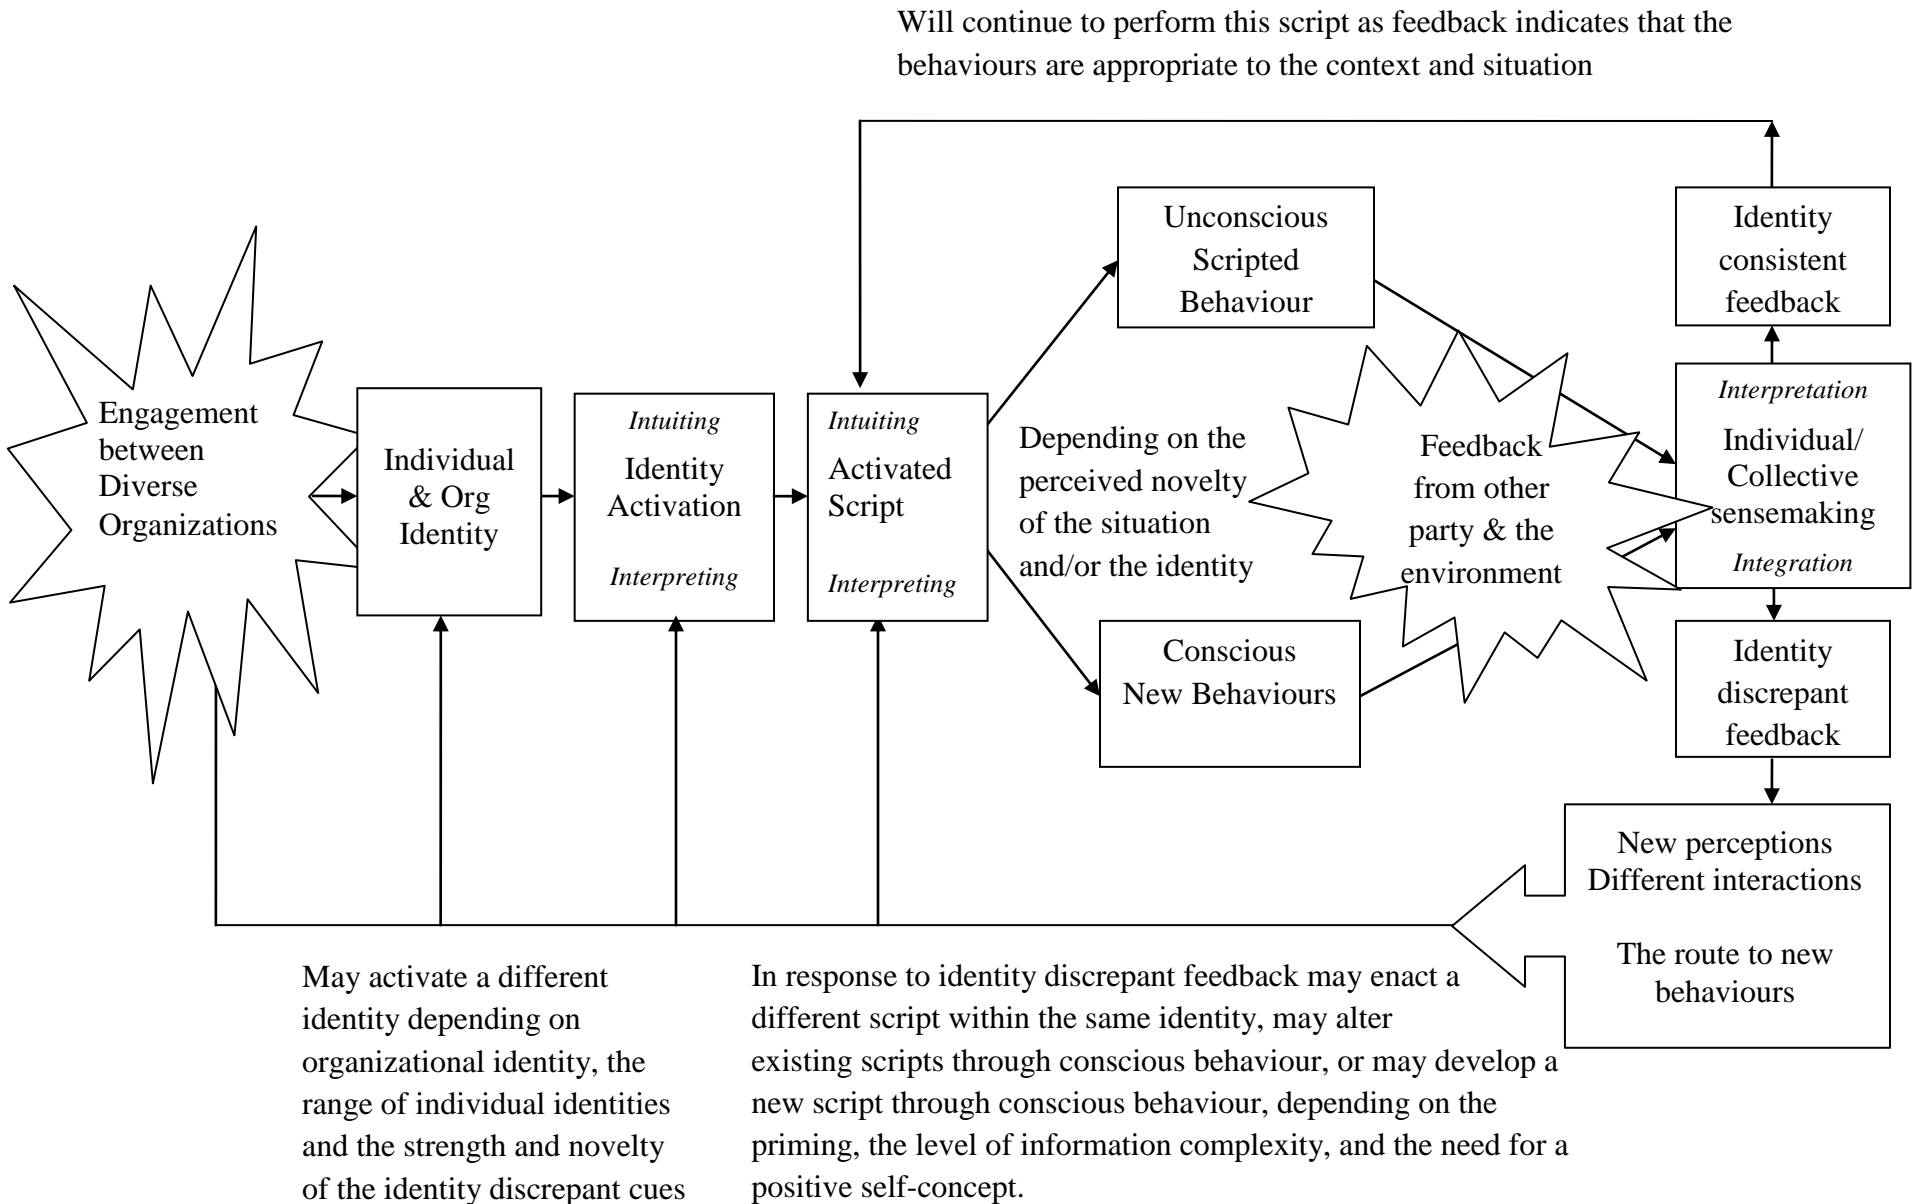 Will continue to perform this script as feedback indicates that the
behaviours are appropriate to the context and situation
Engagement
between
Diverse
Organizations
Individual
& Org
Identity
Intuiting
Identity
Activation
Interpreting
Intuiting
Activated
Script
Interpreting
Unconscious
Scripted
Behaviour
Depending on the
perceived novelty
of the situation
and/or the identity
Conscious
New Behaviours
Feedback
from other
party & the
environment
Identity
consistent
feedback
Interpretation
Individual/
Collective
sensemaking
Integration
Identity
discrepant
feedback
New perceptions
Different interactions
The route to new
behaviours
May activate a different
identity depending on
organizational identity, the
range of individual identities
and the strength and novelty
of the identity discrepant cues
In response to identity discrepant feedback may enact a
different script within the same identity, may alter
existing scripts through conscious behaviour, or may develop a
new script through conscious behaviour, depending on the
priming, the level of information complexity, and the need for a
positive self-concept.